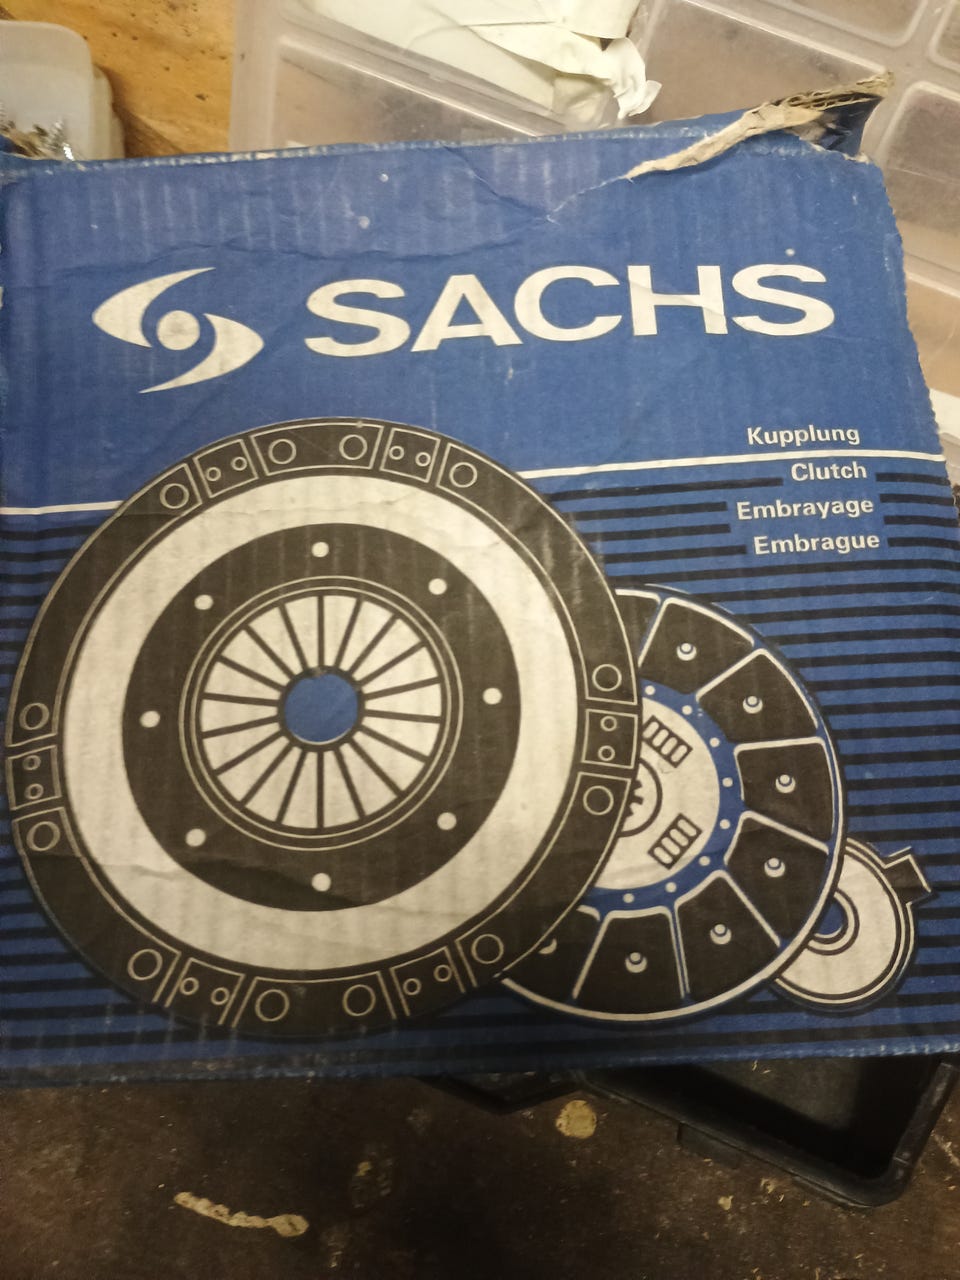 SACHS
Kupplung
Clutch
Embrayage
Embrague